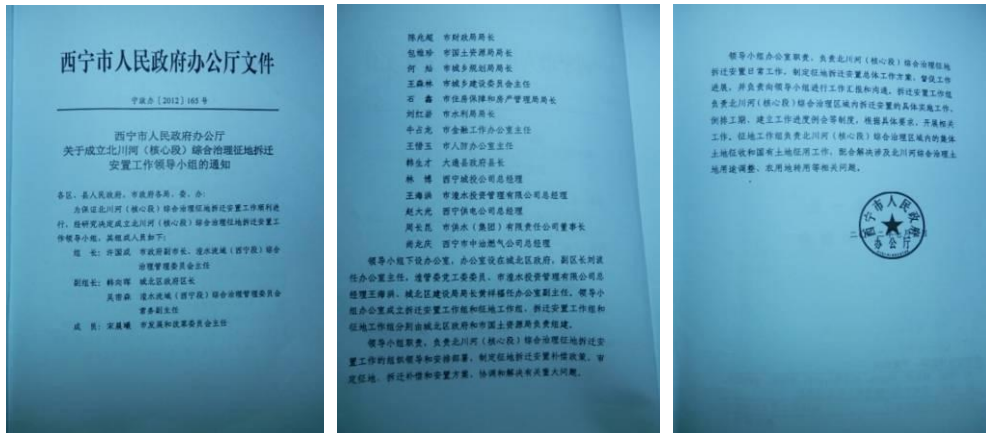 西宁市人民政府办公厅文件
宁政办〔2012〕165号
西宁市人民政府办公厅
关于成立北川河（核心段）综合治理征地拆迁
安置工作领导小组的通知
各区、县人民政府，市政府各局、委、办：
为保证北川河（核心段）综合治理征地拆迁安置工作顺利进
行，经研究决定成立北川河（核心段）综合治理征地拆迁安置工
作领导小组，其组成人员如下：
组 长：许国成 市政府副市长、湟水流域（西宁段）综合
治理管理委员会主任
副组长：韩向晖 城北区政府区长
吴密森 湟水流域（西宁段）综合治理管理委员会
常务副主任
成 员：宋晨曦 市发展和改革委员会主任
陈兆超 市财政局局长
包雅玲 市国土资源局局长
何 灿 市城乡规划局局长
王森林 市城乡建设委员会主任
石 鑫 市住房保障和房产管理局局长
刘红岩 市水利局局长
牛占龙 市金融工作办公室主任
王惜玉 市人防办公室主任
韩生才 大通县政府县长
林 博 西宁城投公司总经理
王海洪 市湟水投资管理有限公司总经理
赵大光 西宁供电公司总经理
周长昆 市供水（集团）有限责任公司董事长
尚龙庆 西宁市中油燃气公司总经理
领导小组下设办公室，办公室设在城北区政府，副区长刘波
任办公室主任，湟管委党工委委员、市湟水投资管理有限公司总
经理王海洪、城北区建设局局长黄祥福任办公室副主任。领导小
组办公室成立拆迁安置工作组和征地工作组，拆迁安置工作组和
征地工作组分别由城北区政府和市国土资源局负责组建。
领导小组职责，负责北川河（核心段）综合治理征地拆迁安
置工作的组织领导和安排部署，制定征地拆迁安置补偿政策，审
定征地、拆迁补偿和安置方案，协调和解决有关重大问题。
领导小组办公室职责，负责北川河（核心段）综合治理征地
拆迁安置日常工作，制定征地拆迁安置总体工作方案，督促工作
进展，并负责向领导小组进行工作汇报和沟通。拆迁安置工作组
负责北川河（核心段）综合治理区域内拆迁安置的具体实施工作，
倒排工期、建立工作进度例会等制度，根据具体要求，开展相关
工作。征地工作组负责北川河（核心段）综合治理区域内的集体
土地征收和国有土地征用工作，配合解决涉及北川河综合治理土
地用途调整、农用地转用等相关问题。
西宁市人民政府
办公厅